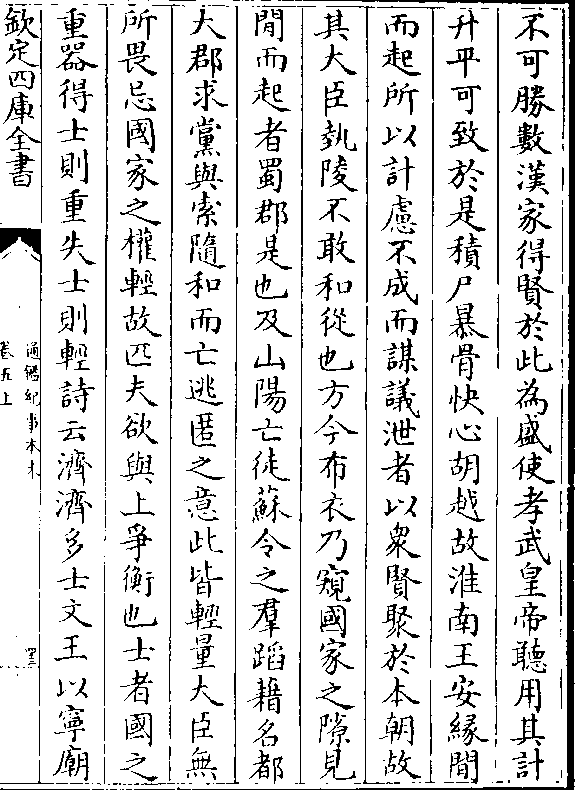 不可勝數漢家得賢於此為盛使孝武皇帝聽用其計
升平可致於是積尸暴骨快心胡越故淮南王安緣間
而起所以計慮不成而謀議泄者以衆賢聚於本朝故
其大臣執陵不敢和從也方今布衣乃窺國家之隙見
間而起者蜀郡是也及山陽亡徒蘇令之羣蹈藉名都
大郡求黨與索隨和而亡逃匿之意此皆輕量大臣無
所畏忌國家之權輕故匹夫欲與上爭衡也士者國之
重器得士則重失士則輕詩云濟濟多士文王以寧廟
欽定四庫全書
通鑑紀事本末
卷五上